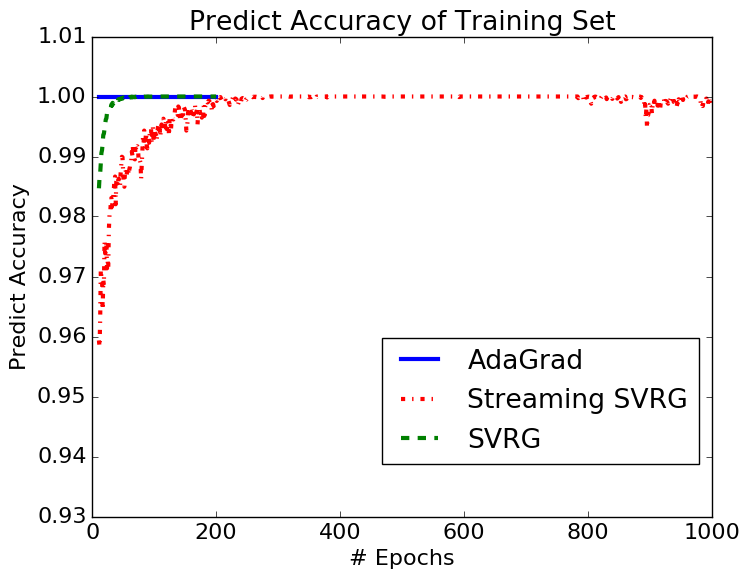 Predict Accuracy of Training Set
1.01
1.00
0.99
0.98
0.97
0.96
0.95
0.94
0.93
Predict Accuracy
AdaGrad
Streaming SVRG
SVRG
0 200 400 600 800 1000
# Epochs